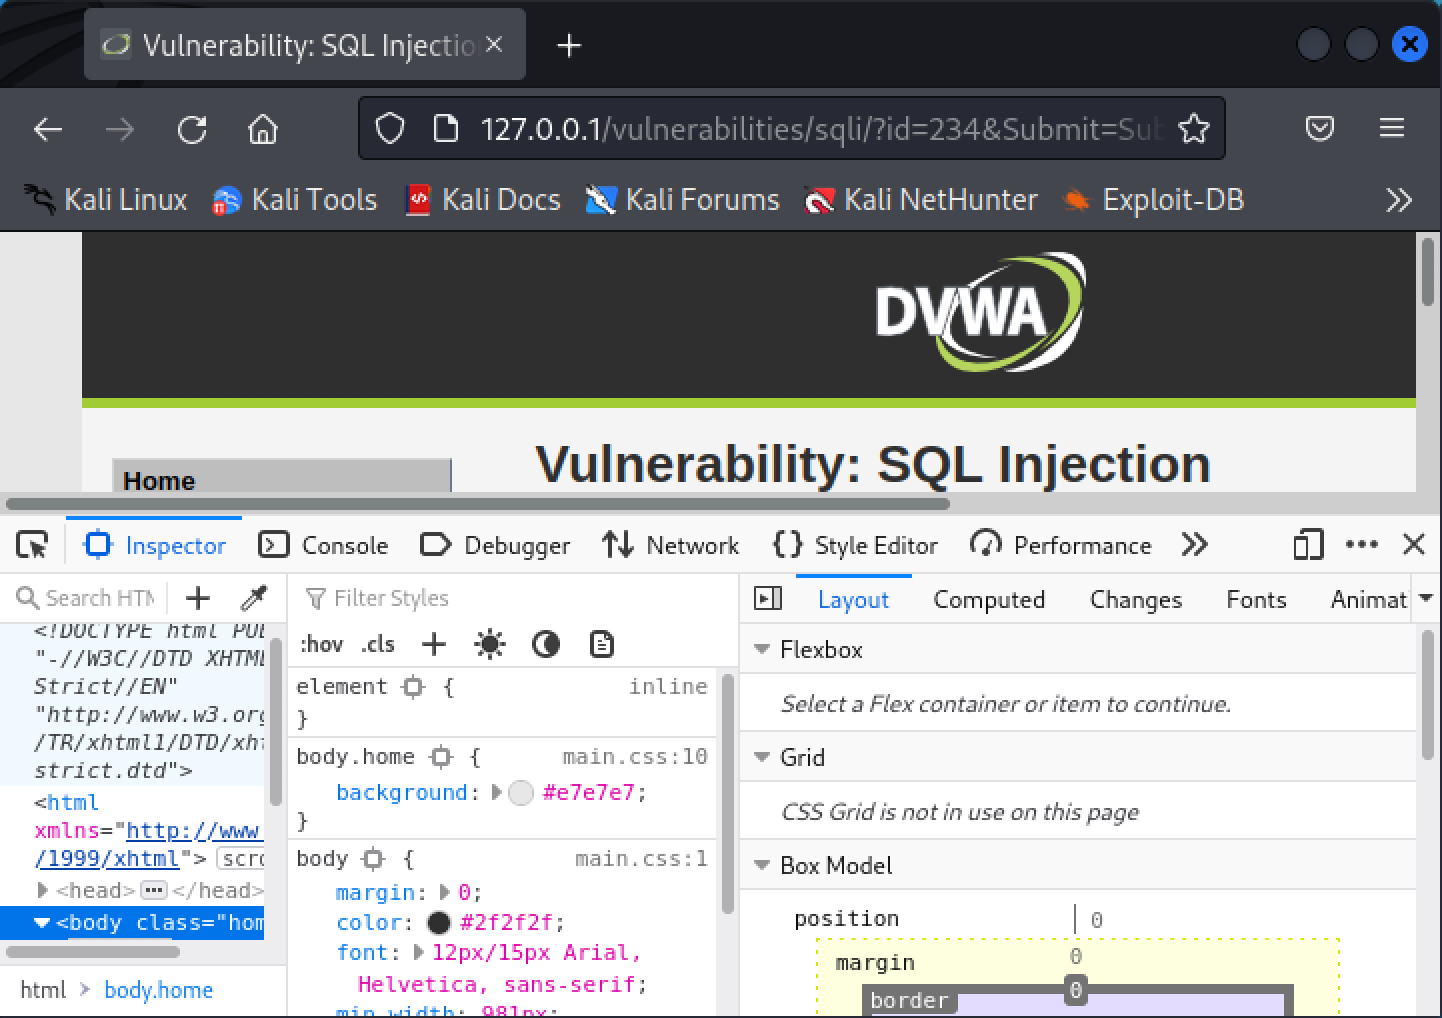 Vulnerability: SQL Injectio
127.0.0.1/vulnerabilities/sqli/?id=234&Submit=Sub
Kali Linux Kali Tools Kali Docs Kali Forums Kali NetHunter Exploit-DB
DVWA
Vulnerability: SQL Injection
Home
Inspector Console Debugger Network Style Editor Performance
Search HTM
Filter Styles
Layout Computed Changes Fonts Animat
<!DOCTYPE html PUB
"-//W3C//DTD XHTML
Strict//EN"
"http://www.w3.org
/TR/xhtml1/DTD/xht
strict.dtd">
<html
xmlns="http://www.
/1999/xhtml"> scro
<head> ••• </head>
<body class="hom
html > body.home
:hov .cls
element {
inline
}
body.home {
main.css:10
background: #e7e7e7;
}
body {
main.css:1
margin: 0;
color: #2f2f2f;
font: 12px/15px Arial,
Helvetica, sans-serif;
min-width: 981px;
Flexbox
Select a Flex container or item to continue.
Grid
CSS Grid is not in use on this page
Box Model
position 0
margin 0
border 0